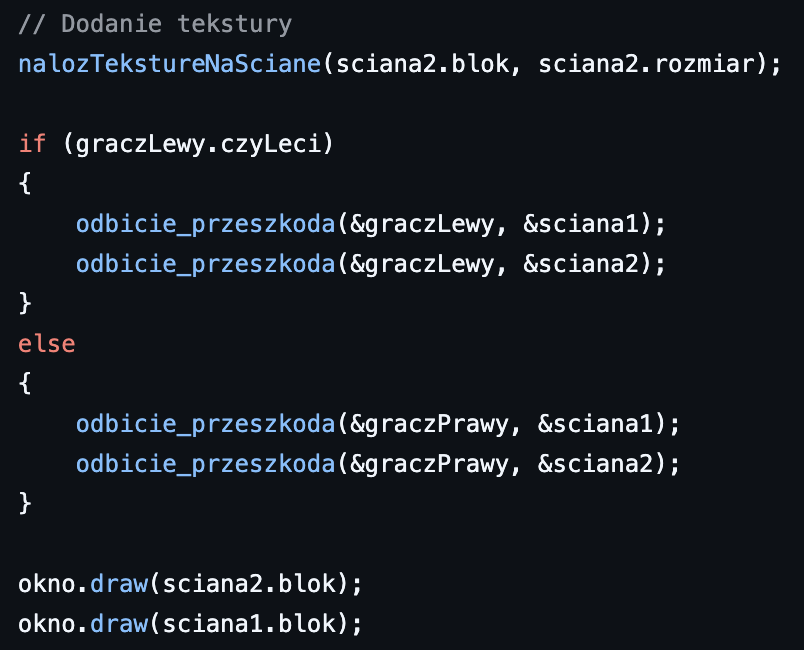 // Dodanie tekstury
nalozTekstureNaSciane(sciana2.blok, sciana2.rozmiar);
if (graczLewy.czyLeci)
{
odbicie_przeszkoda(&graczLewy, &sciana1);
odbicie_przeszkoda(&graczLewy, &sciana2);
}
else
{
odbicie_przeszkoda(&graczPrawy, &sciana1);
odbicie_przeszkoda(&graczPrawy, &sciana2);
}
okno.draw(sciana2.blok);
okno.draw(sciana1.blok);